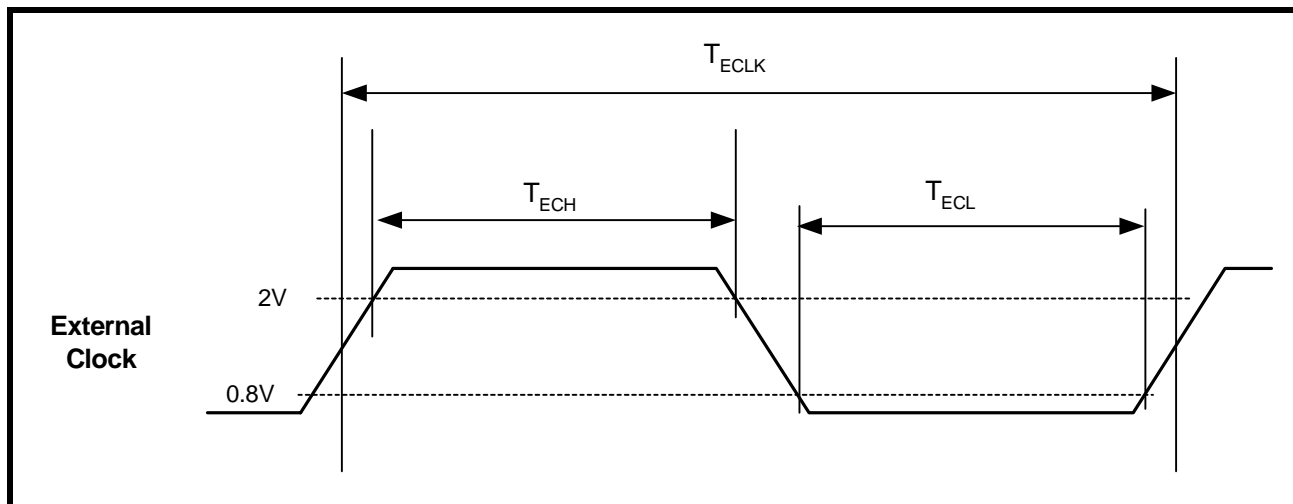 T_ECLK
T_ECH
T_ECL
2V
External
Clock
0.8V